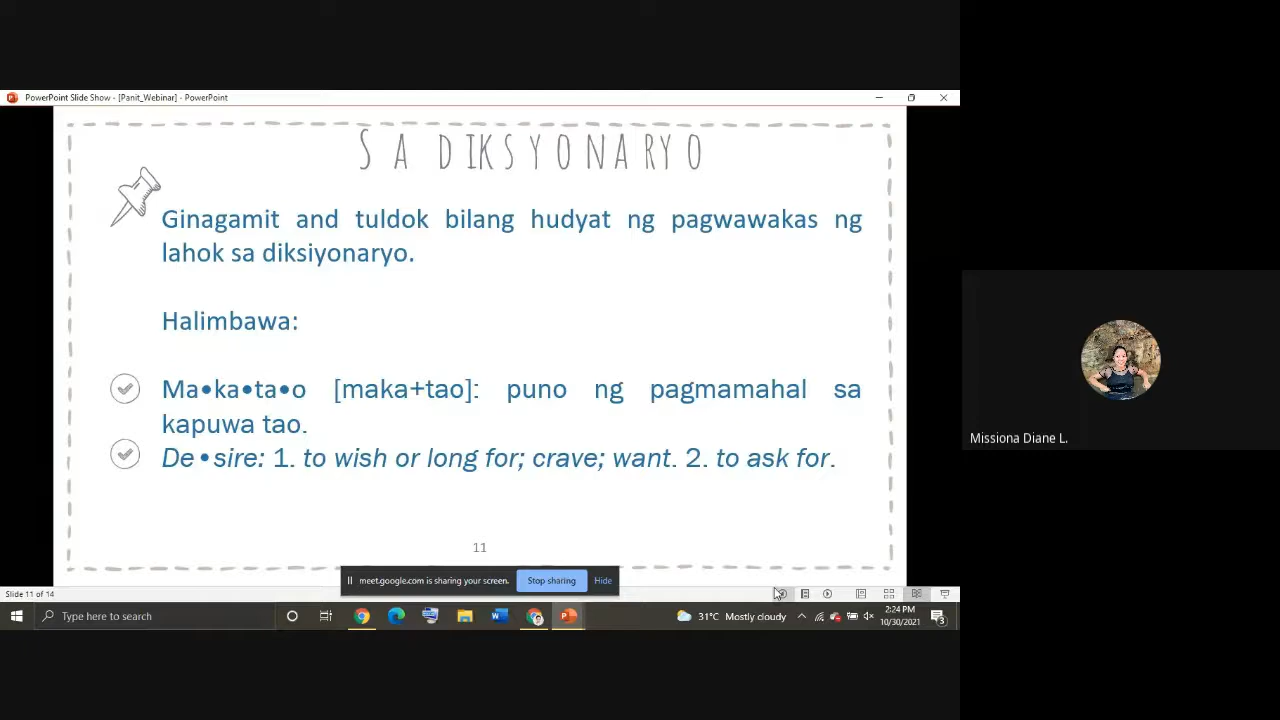 PowerPoint Slide Show - [Panit_Webinar] - PowerPoint
SA DIKSYONARYO
Ginagamit and tuldok bilang hudyat ng pagwawakas ng
lahok sa diksiyonaryo.
Halimbawa:
Ma•ka•ta•o [maka+tao]: puno ng pagmamahal sa
kapuwa tao.
De•sire: 1. to wish or long for; crave; want. 2. to ask for.
11
meet.google.com is sharing your screen. Stop sharing Hide
Missiona Diane L.
Slide 11 of 14
Type here to search
31°C Mostly cloudy
2:24 PM
10/30/2021
3